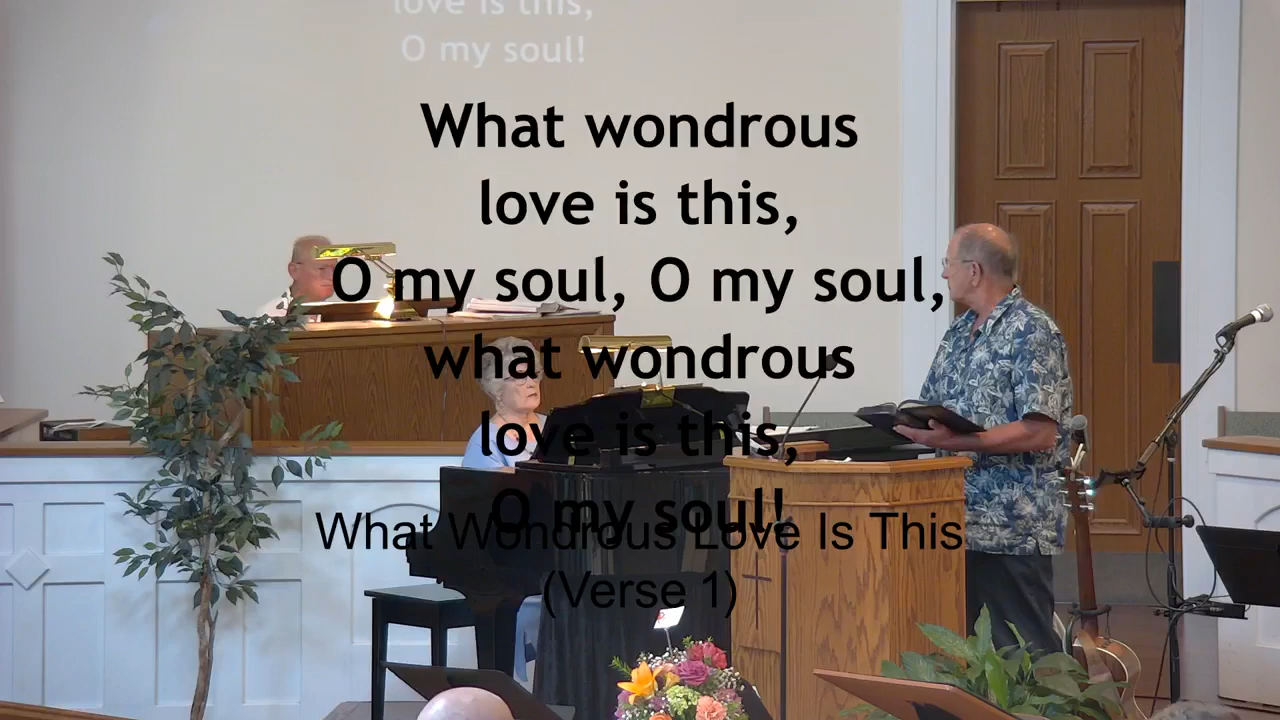 love is this,
O my soul!
What wondrous
love is this,
O my soul, O my soul,
what wondrous
love is this,
O my soul!
What Wondrous Love Is This
(Verse 1)